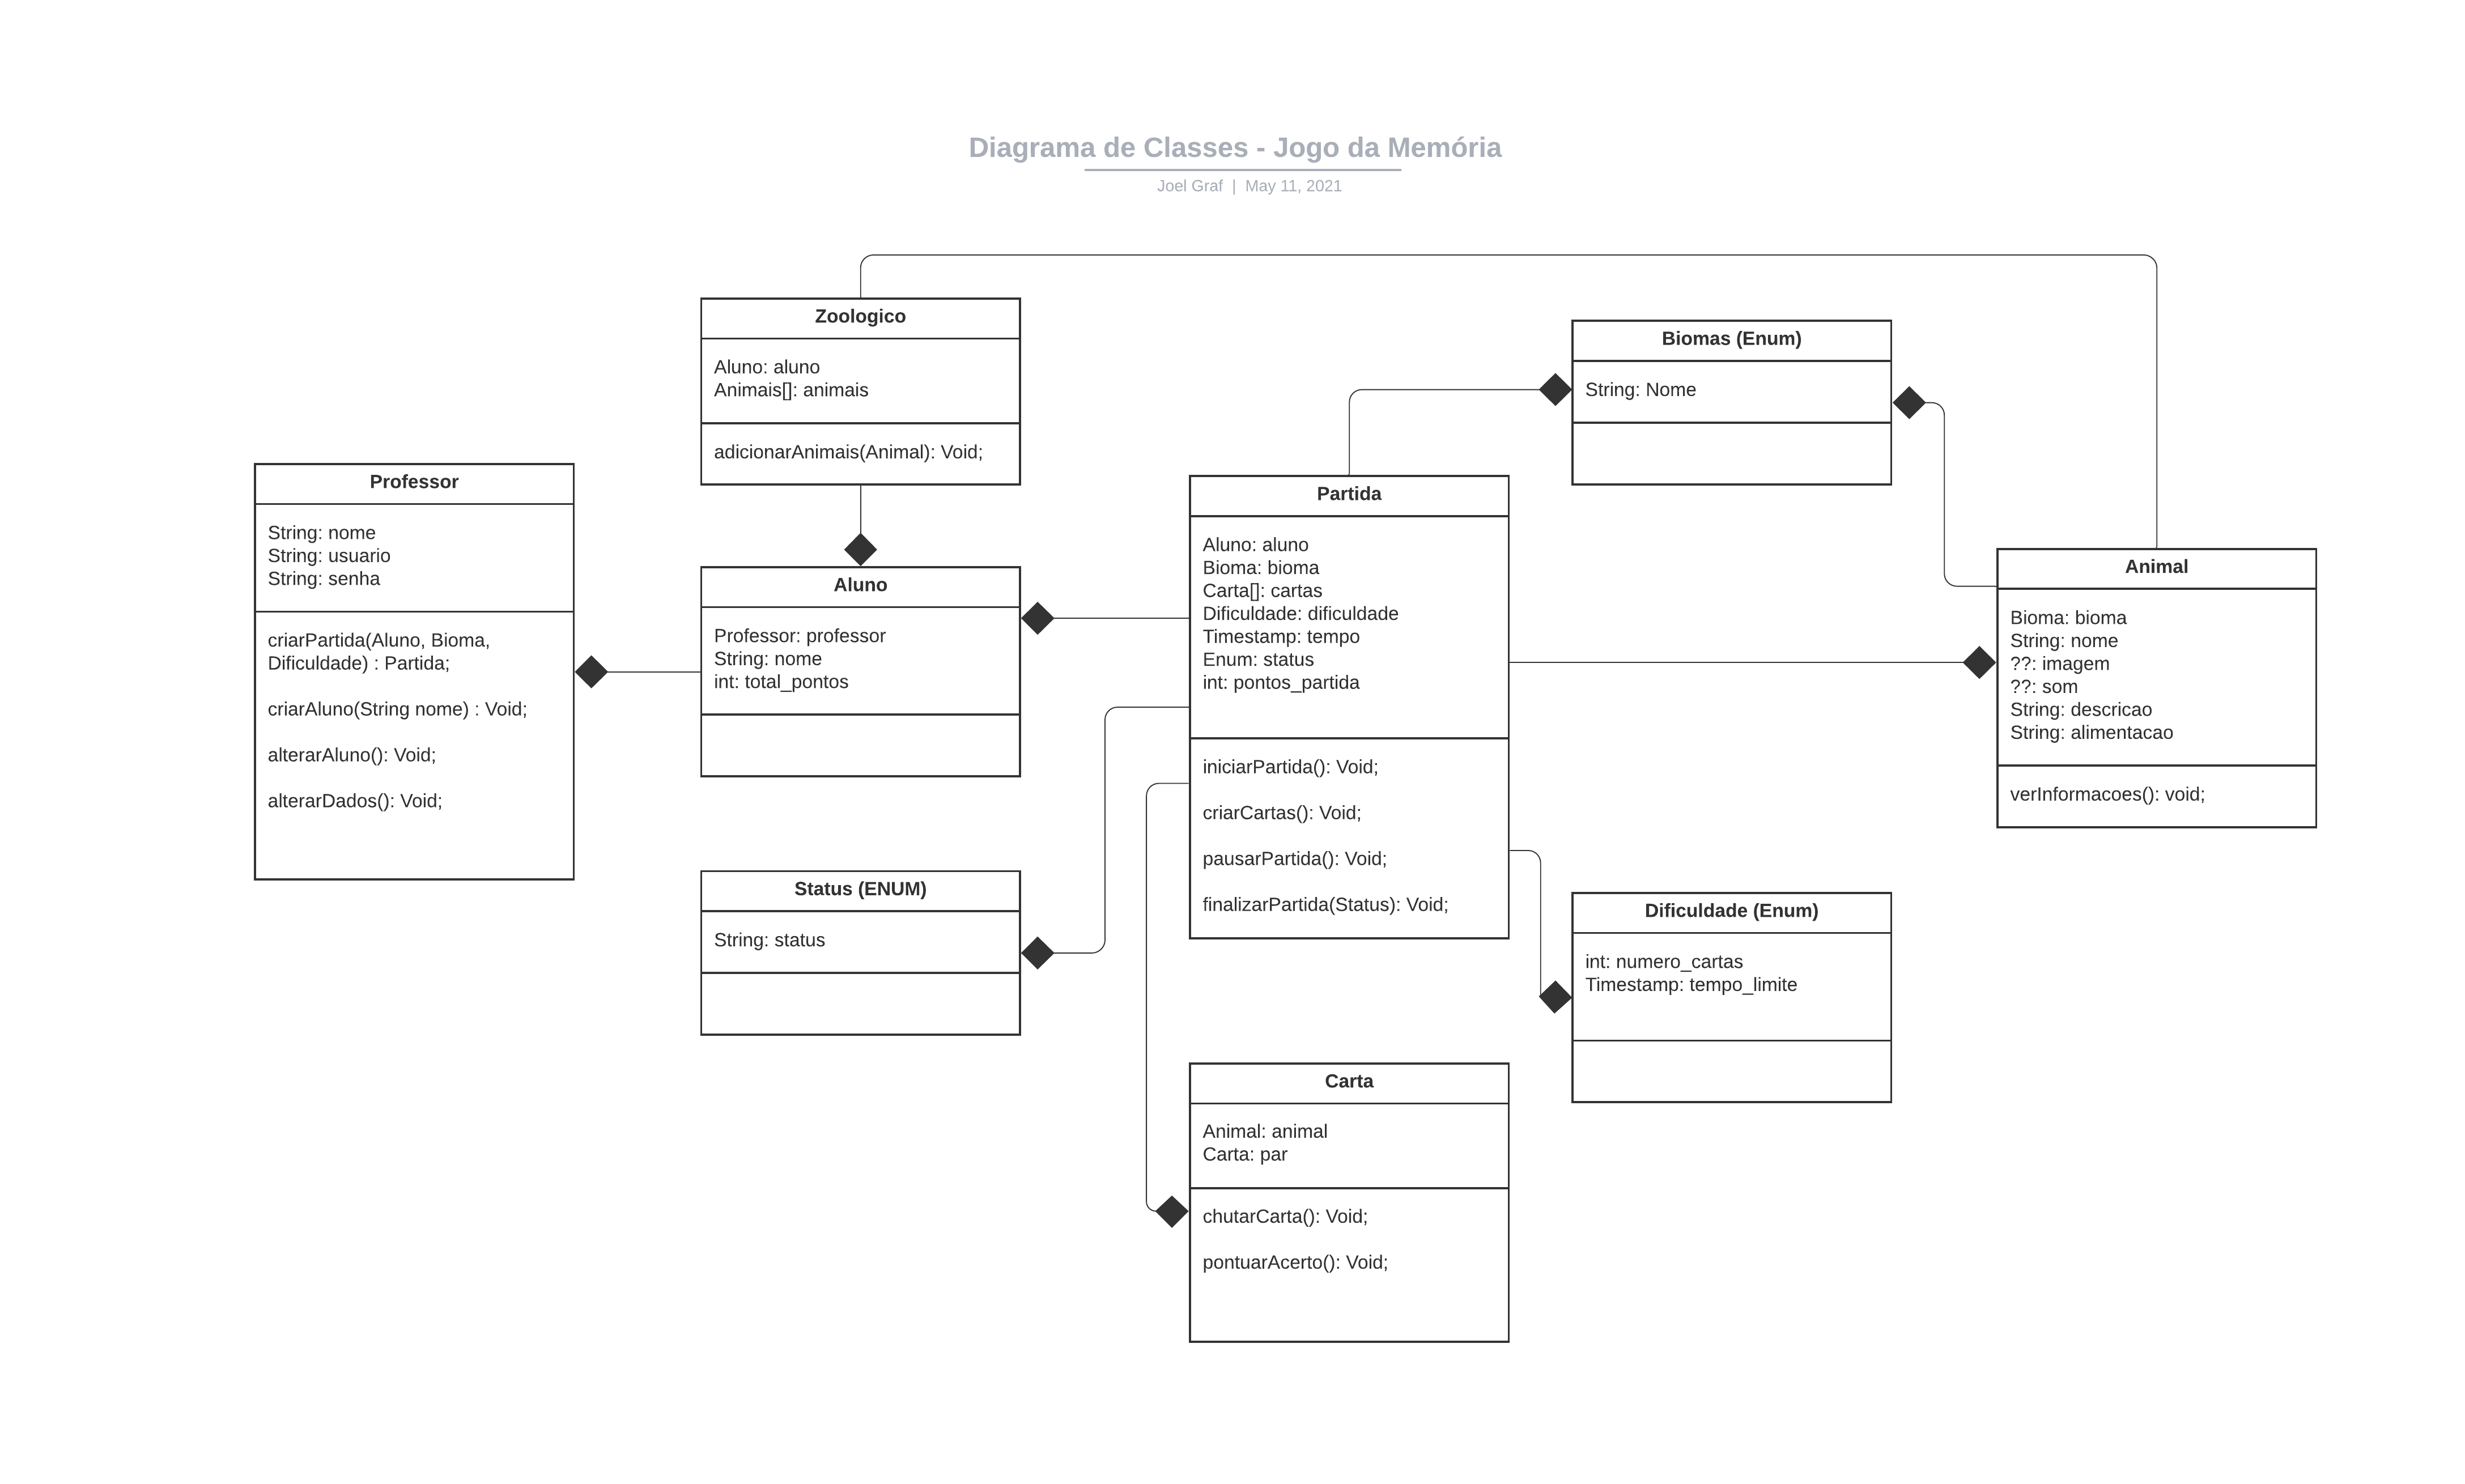 Diagrama de Classes - Jogo da Memória
Joel Graf | May 11, 2021
Zoologico
Aluno: aluno
Animais[]: animais
adicionarAnimais(Animal): Void;
Biomas (Enum)
String: Nome
Professor
String: nome
String: usuario
String: senha
criarPartida(Aluno, Bioma,
Dificuldade) : Partida;
criarAluno(String nome) : Void;
alterarAluno(): Void;
alterarDados(): Void;
Aluno
Professor: professor
String: nome
int: total_pontos
Partida
Aluno: aluno
Bioma: bioma
Carta[]: cartas
Dificuldade: dificuldade
Timestamp: tempo
Enum: status
int: pontos_partida
iniciarPartida(): Void;
criarCartas(): Void;
pausarPartida(): Void;
finalizarPartida(Status): Void;
Animal
Bioma: bioma
String: nome
??: imagem
??: som
String: descricao
String: alimentacao
verInformacoes(): void;
Status (ENUM)
String: status
Dificuldade (Enum)
int: numero_cartas
Timestamp: tempo_limite
Carta
Animal: animal
Carta: par
chutarCarta(): Void;
pontuarAcerto(): Void;